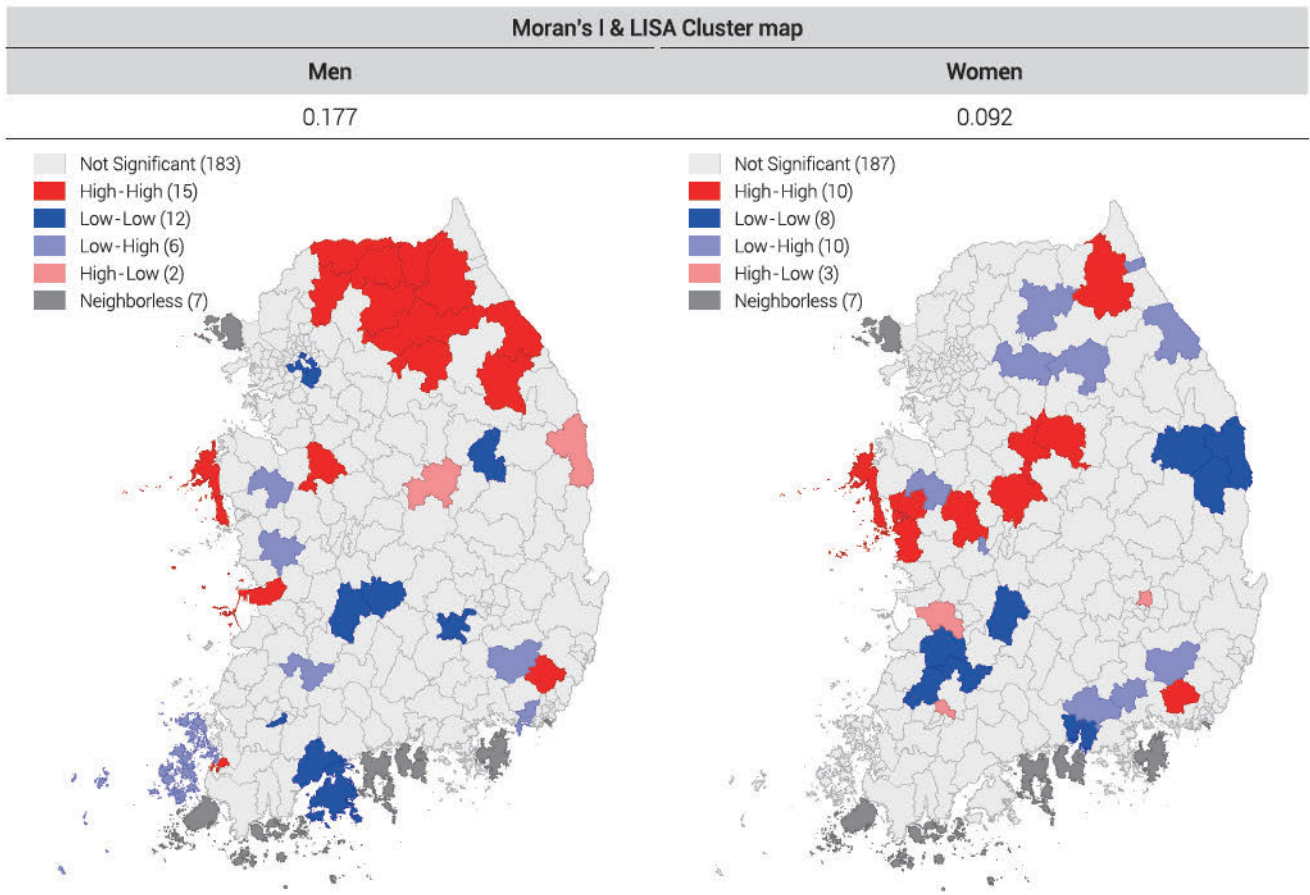 Moran's I & LISA Cluster map
Men
Women
0.177
0.092
Not Significant (183)
High-High (15)
Low-Low (12)
Low-High (6)
High-Low (2)
Neighborless (7)
Not Significant (187)
High-High (10)
Low-Low (8)
Low-High (10)
High-Low (3)
Neighborless (7)